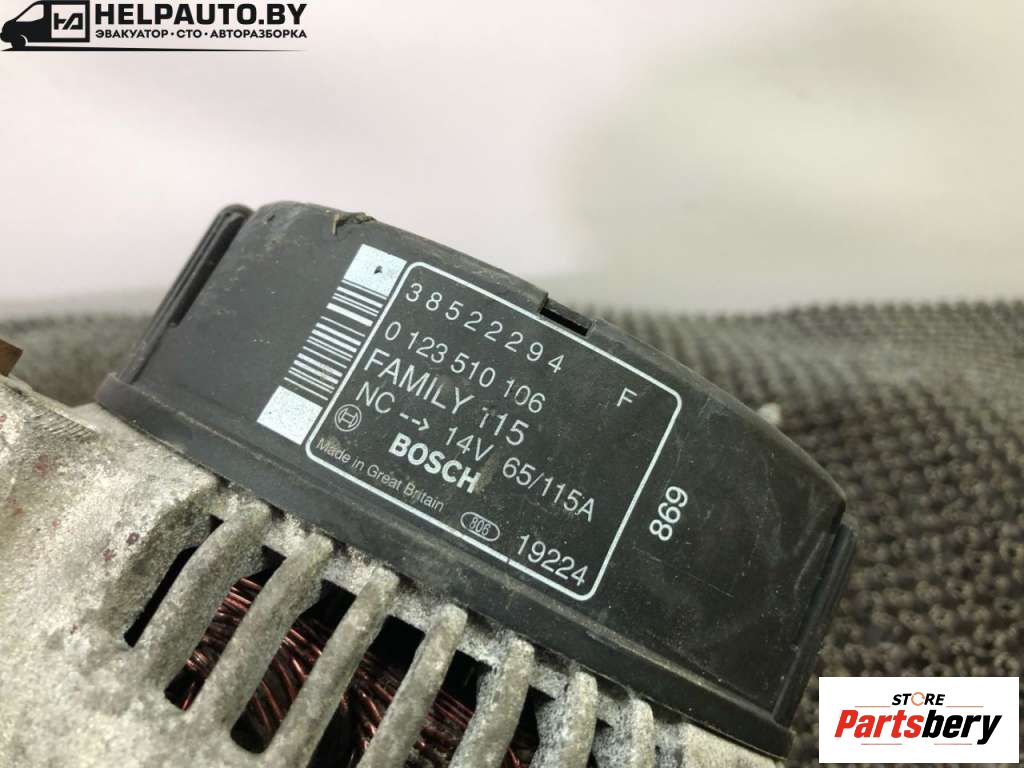 HELPAUTO.BY
ЭВАКУАТОР • СТО • АВТОРАЗБОРКА
38522294 F
0 123 510 106
FAMILY 115
NC --> 14V 65/115A
BOSCH
Made in Great Britain 806 19224
869
STORE
Partsbery